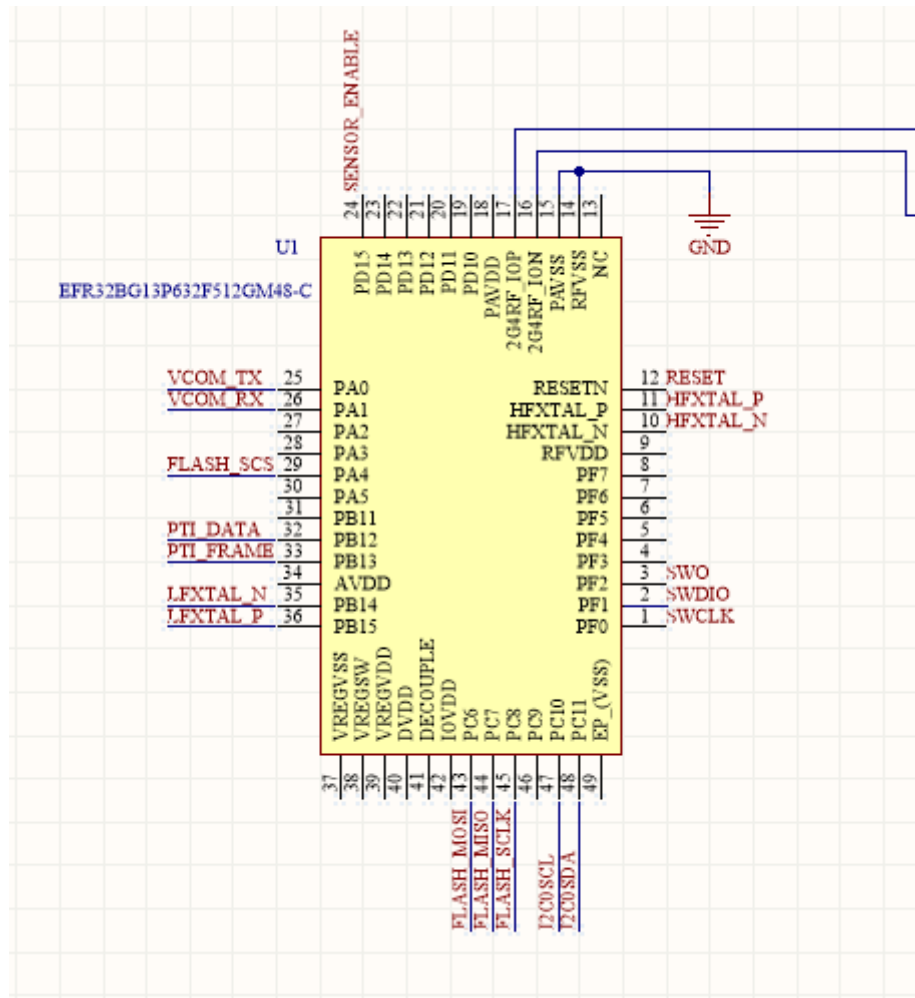 SENSOR_ENABLE
24 23 22 21 20 19 18 17 16 15 14 13
GND
U1
EFR32BG13P632F512GM48-C
PD15 PD14 PD13 PD12 PD11 PD10 PAVDD 2G4RF_IOP 2G4RF_ION PAVSS RFVSS NC
VCOM_TX 25 PA0
VCOM_RX 26 PA1
27 PA2
28 PA3
FLASH_SCS 29 PA4
30 PA5
31 PB11
PTI_DATA 32 PB12
PTI_FRAME 33 PB13
34 AVDD
LFXTAL_N 35 PB14
LFXTAL_P 36 PB15
RESETN 12 RESET
HFXTAL_P 11 HFXTAL_P
HFXTAL_N 10 HFXTAL_N
RFVDD 9
PF7 8
PF6 7
PF5 6
PF4 5
PF3 4
PF2 3 SWO
PF1 2 SWDIO
PF0 1 SWCLK
VREGVSS VREGSW VREGVDD DVDD DECOUPLE IOVDD PC6 PC7 PC8 PC9 PC10 PC11 EP_(VSS)
37 38 39 40 41 42 43 44 45 46 47 48 49
FLASH_MOSI
FLASH_MISO
FLASH_SCLK
I2C0SCL
I2C0SDA